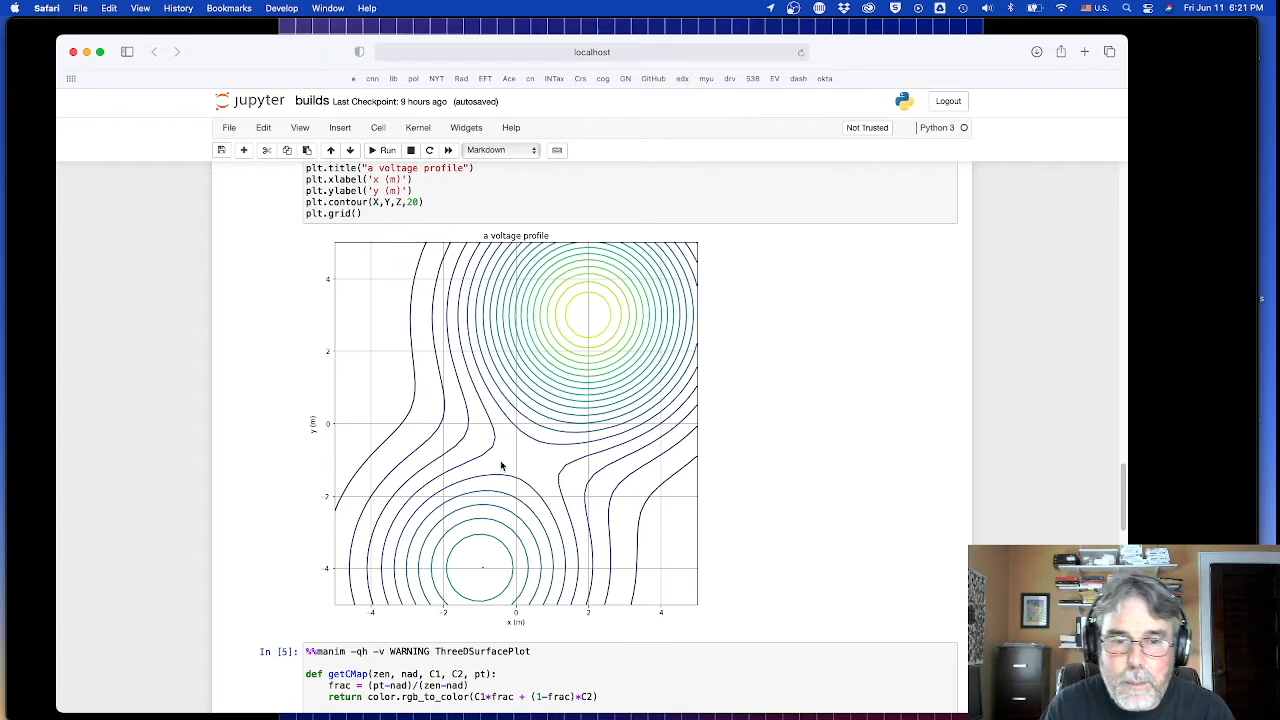 Safari File Edit View History Bookmarks Develop Window Help U.S. Fri Jun 11 6:21 PM
localhost
cnn lib pol NYT Rad EFT Ace cn INTax Crs cog GN GitHub edx myu drv 538 EV dash okta
jupyter builds Last Checkpoint: 9 hours ago (autosaved) Logout
File Edit View Insert Cell Kernel Widgets Help Not Trusted Python 3
Run Markdown
plt.title("a voltage profile")
plt.xlabel('x (m)')
plt.ylabel('y (m)')
plt.contour(X,Y,Z,20)
plt.grid()
a voltage profile
4
2
0
−2
−4
y (m)
−4 −2 0 2 4
x (m)
In [5]: %%manim -qh -v WARNING ThreeDSurfacePlot
def getCMap(zen, nad, C1, C2, pt):
frac = (pt-nad)/(zen-nad)
return color.rgb_to_color(C1*frac + (1-frac)*C2)